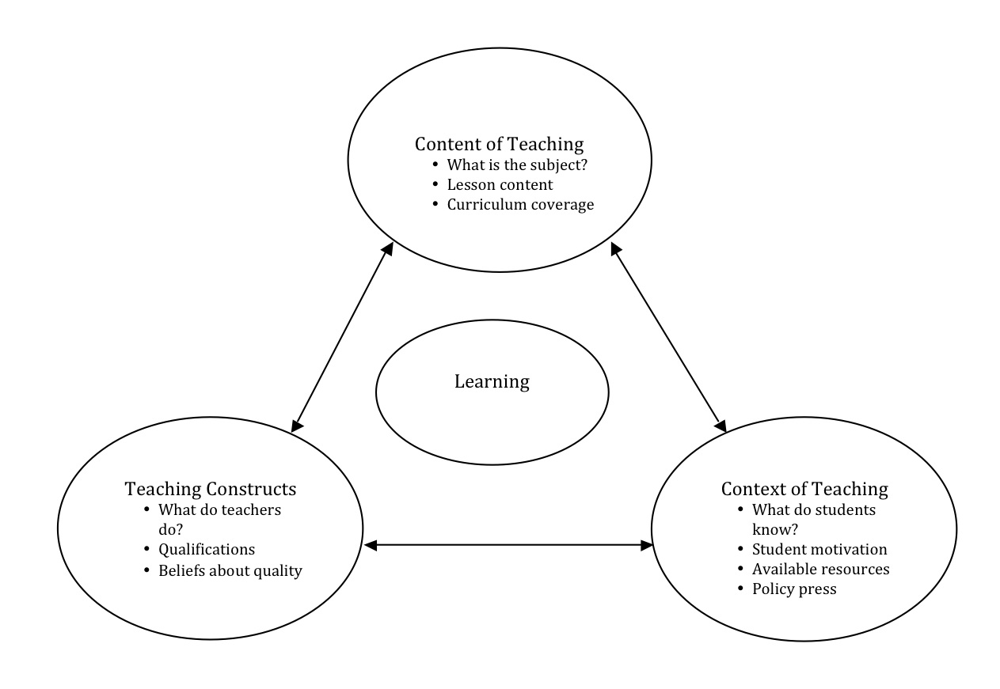 Content of Teaching
• What is the subject?
• Lesson content
• Curriculum coverage
Learning
Teaching Constructs
• What do teachers
do?
• Qualifications
• Beliefs about quality
Context of Teaching
• What do students
know?
• Student motivation
• Available resources
• Policy press